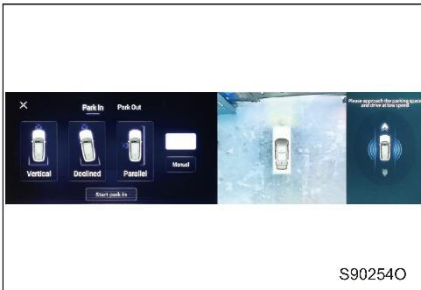 Park In Park Out
Please approach the parking space
and drive at low speed
Vertical Declined Parallel
Manual
Start park in
S90254O